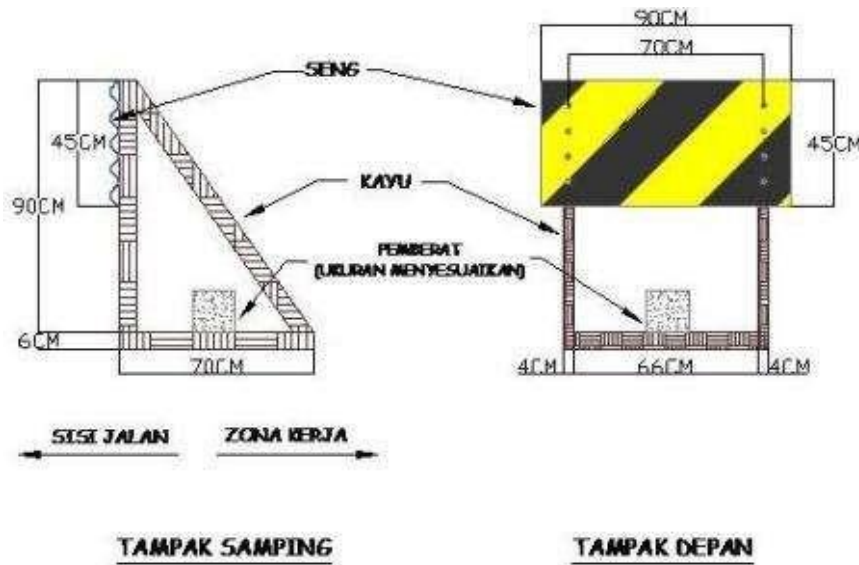 90CM
70CM
SENG
45CM
45CM
KAYU
90CM
PEMBERAT
(UKURAN MENYESUAIKAN)
6CM
70CM
4CM
66CM
4CM
SISI JALAN
ZONA KERJA
TAMPAK SAMPING
TAMPAK DEPAN